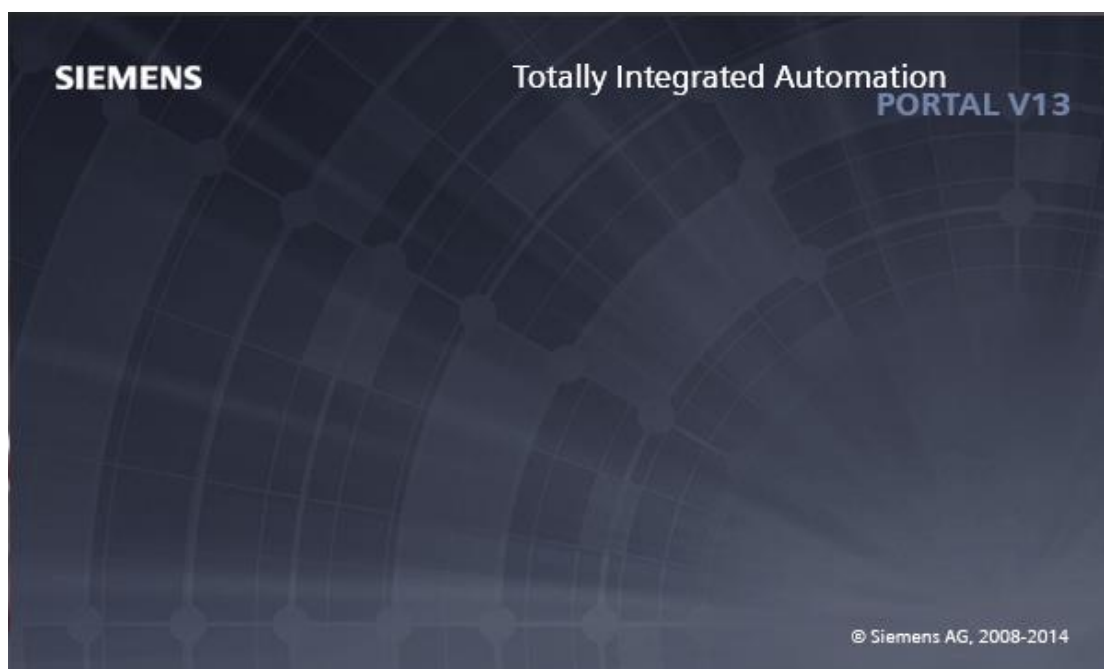 SIEMENS
Totally Integrated Automation
PORTAL V13
© Siemens AG, 2008-2014